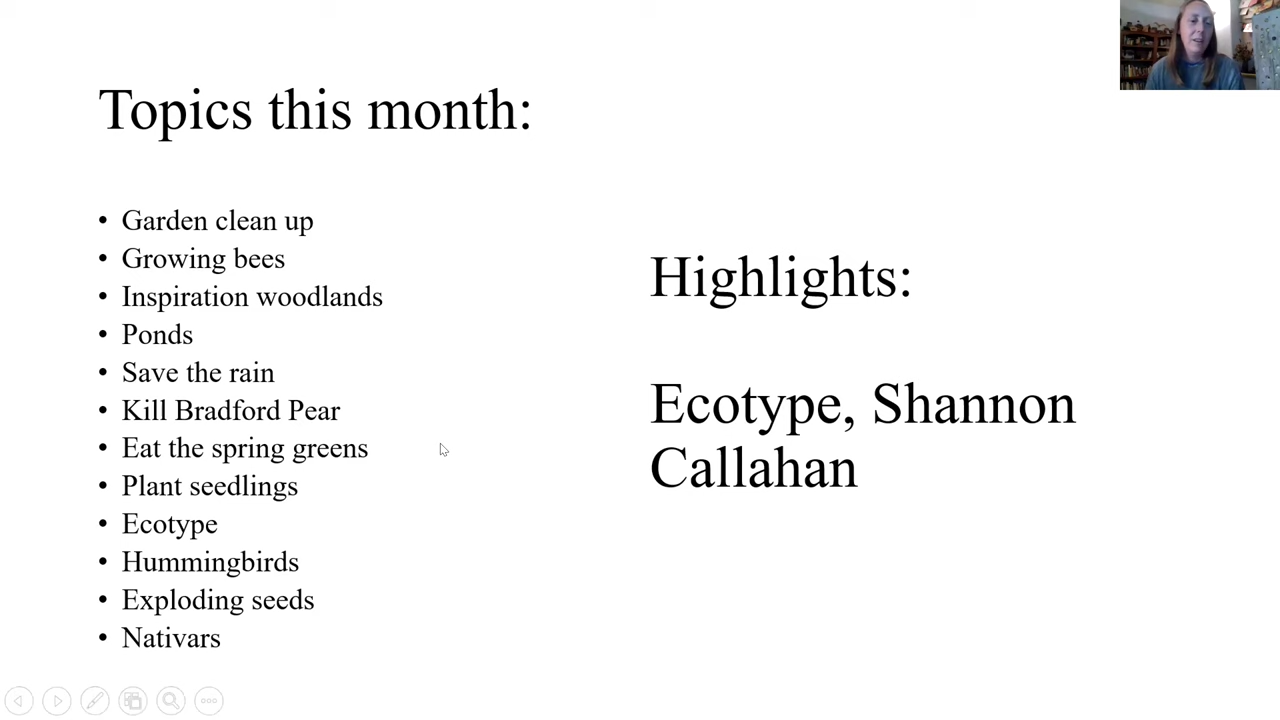 Topics this month:
• Garden clean up
• Growing bees
• Inspiration woodlands
• Ponds
• Save the rain
• Kill Bradford Pear
• Eat the spring greens
• Plant seedlings
• Ecotype
• Hummingbirds
• Exploding seeds
• Nativars
Highlights:
Ecotype, Shannon
Callahan